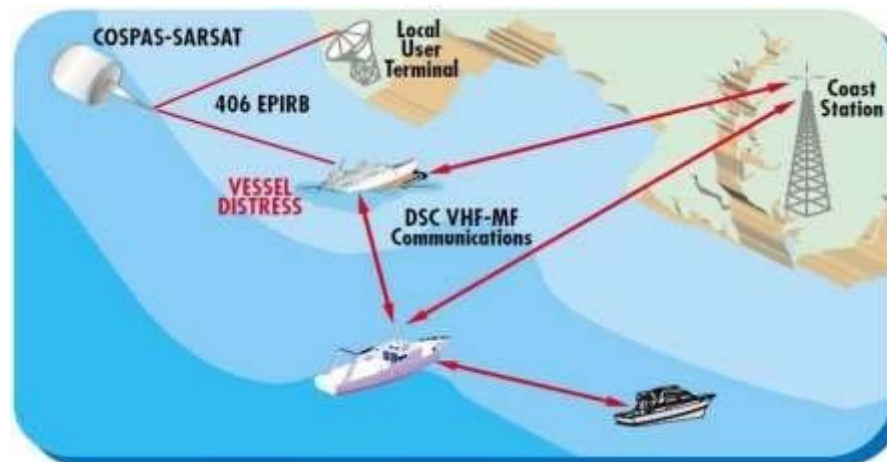 COSPAS-SARSAT
Local
User
Terminal
406 EPIRB
Coast
Station
VESSEL
DISTRESS
DSC VHF-MF
Communications